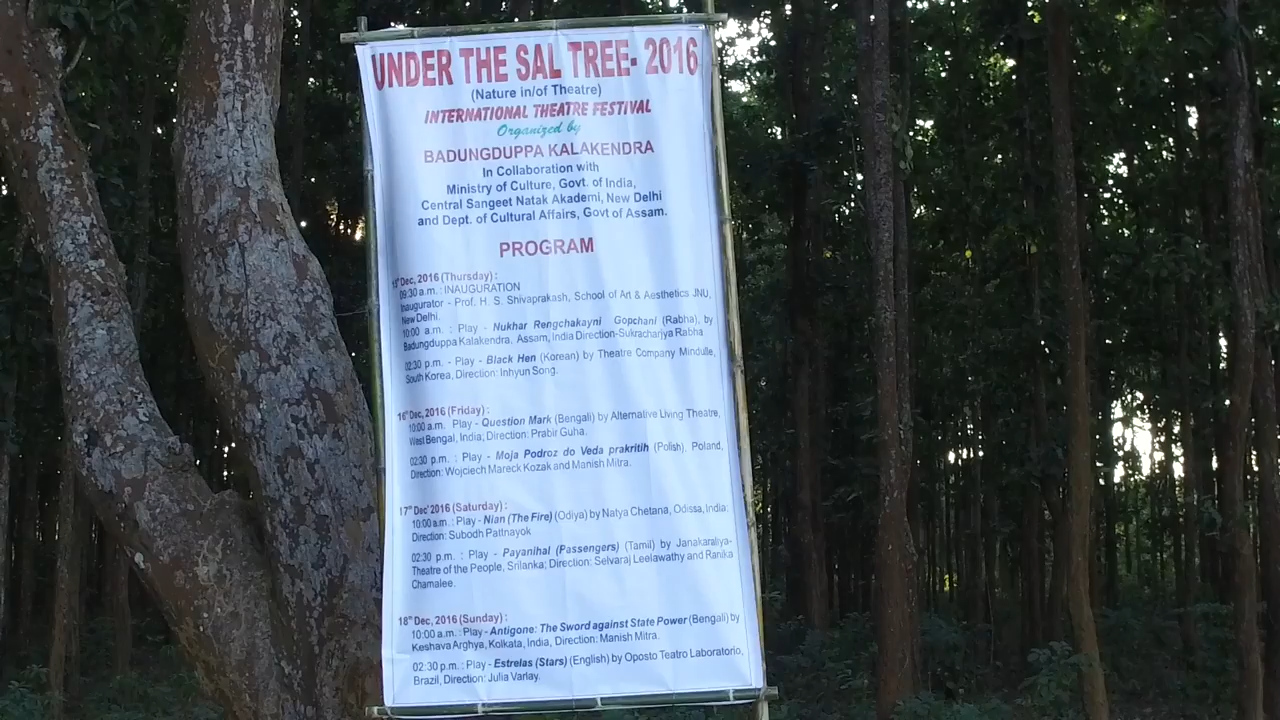 UNDER THE SAL TREE- 2016
(Nature in/of Theatre)
INTERNATIONAL THEATRE FESTIVAL
Organized by
BADUNGDUPPA KALAKENDRA
In Collaboration with
Ministry of Culture, Govt. of India,
Central Sangeet Natak Akademi, New Delhi
and Dept. of Cultural Affairs, Govt of Assam.
PROGRAM
15th Dec, 2016 (Thursday) :
09:30 a.m. : INAUGURATION
Inaugurator - Prof. H. S. Shivaprakash, School of Art & Aesthetics JNU,
New Delhi.
10:00 a.m. : Play - Nukhar Rengchakayni Gopchani (Rabha), by
Badungduppa Kalakendra, Assam, India Direction-Sukracharjya Rabha
02:30 p.m. - Play - Black Hen (Korean) by Theatre Company Mindulle,
South Korea, Direction: Inhyun Song.
16th Dec, 2016 (Friday) :
10:00 a.m. Play - Question Mark (Bengali) by Alternative Living Theatre,
West Bengal, India; Direction: Prabir Guha.
02:30 p.m. : Play - Moja Podroz do Veda prakritih (Polish), Poland,
Direction: Wojciech Mareck Kozak and Manish Mitra.
17th Dec' 2016 (Saturday) :
10:00 a.m. : Play - Nian (The Fire) (Odiya) by Natya Chetana, Odissa, India:
Direction: Subodh Pattnayok
02:30 p.m. : Play - Payanihal (Passengers) (Tamil) by Janakaraliya-
Theatre of the People, Srilanka; Direction: Selvaraj Leelawathy and Ranika
Chamalee.
18th Dec, 2016 (Sunday) :
10:00 a.m. : Play - Antigone: The Sword against State Power (Bengali) by
Keshava Arghya, Kolkata, India, Direction: Manish Mitra.
02:30 p.m. : Play - Estrelas (Stars) (English) by Oposto Teatro Laboratorio,
Brazil, Direction: Julia Varlay.